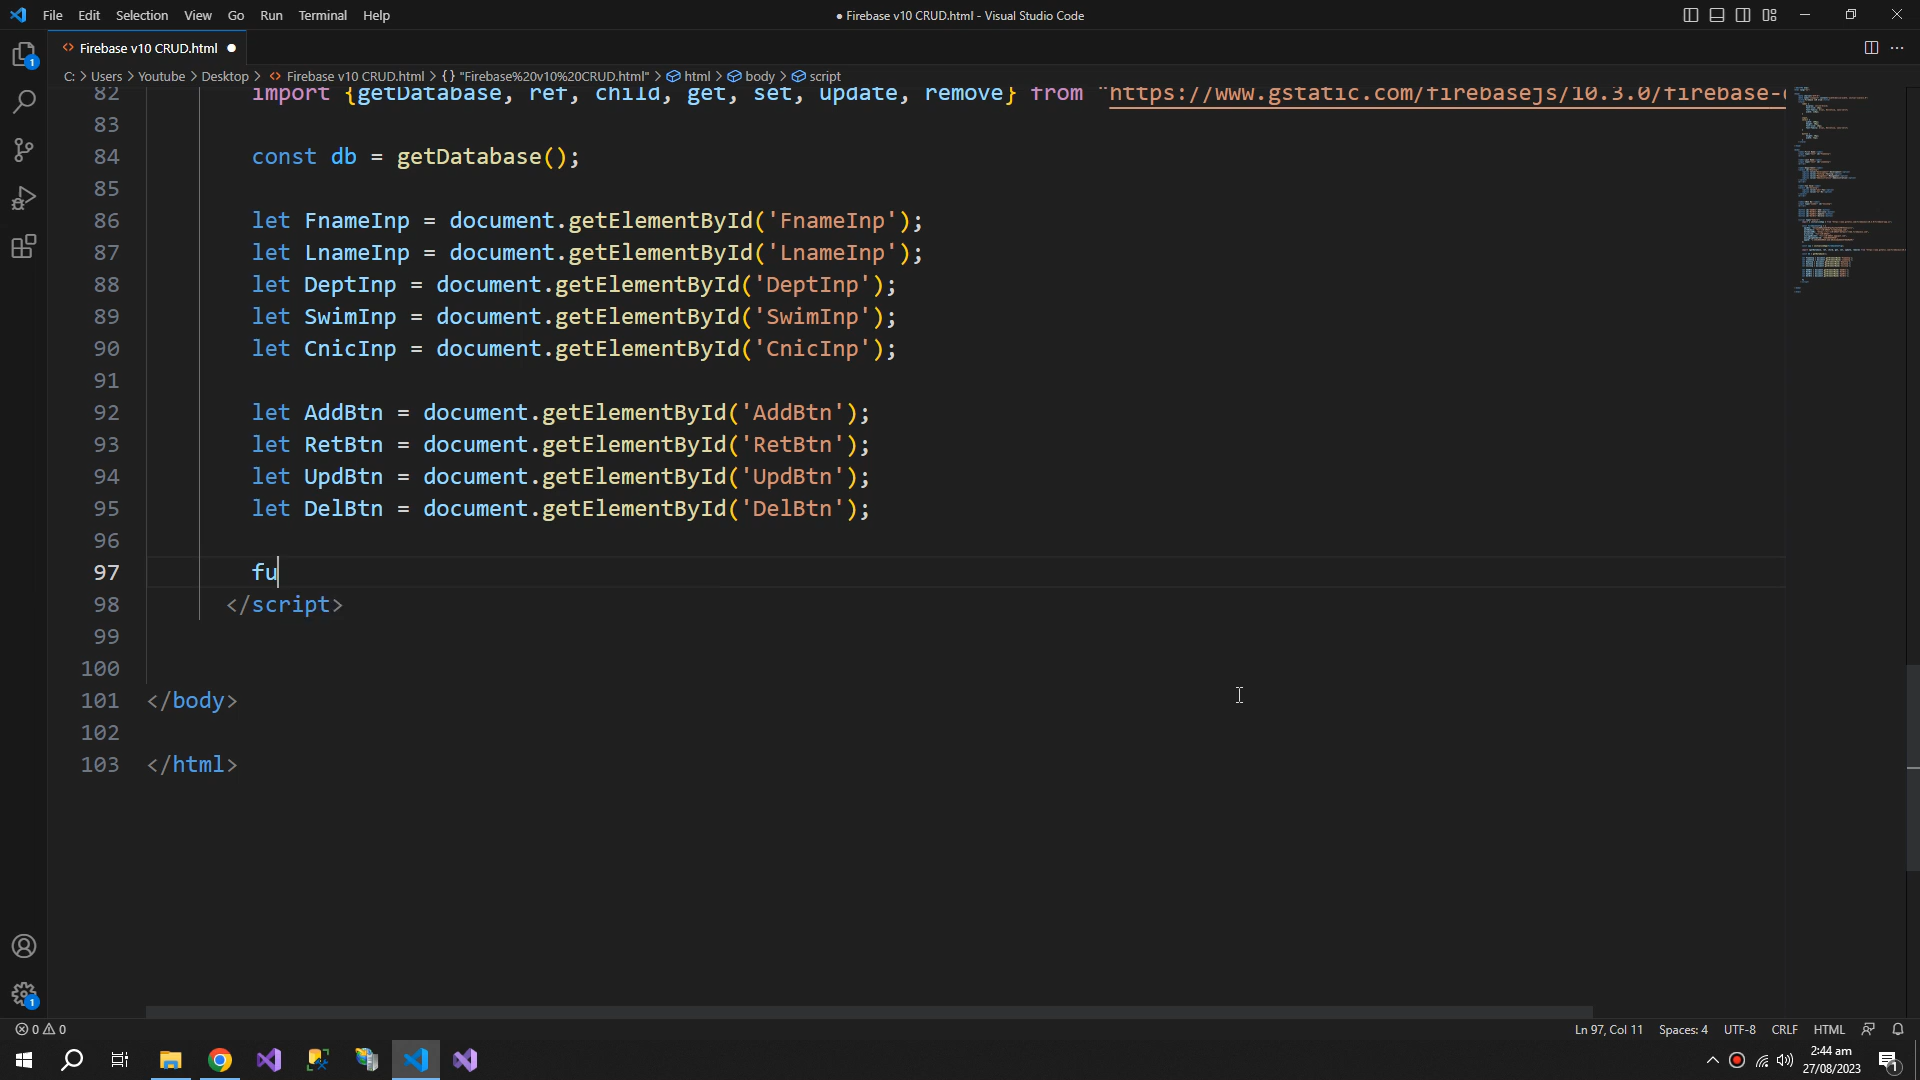 File Edit Selection View Go Run Terminal Help
● Firebase v10 CRUD.html - Visual Studio Code
<> Firebase v10 CRUD.html ●
C: > Users > Youtube > Desktop > <> Firebase v10 CRUD.html > {} "Firebase%20v10%20CRUD.html" > html > body > script
82 import {getDatabase, ref, child, get, set, update, remove} from "https://www.gstatic.com/firebasejs/10.3.0/firebase-
83
84 const db = getDatabase();
85
86 let FnameInp = document.getElementById('FnameInp');
87 let LnameInp = document.getElementById('LnameInp');
88 let DeptInp = document.getElementById('DeptInp');
89 let SwimInp = document.getElementById('SwimInp');
90 let CnicInp = document.getElementById('CnicInp');
91
92 let AddBtn = document.getElementById('AddBtn');
93 let RetBtn = document.getElementById('RetBtn');
94 let UpdBtn = document.getElementById('UpdBtn');
95 let DelBtn = document.getElementById('DelBtn');
96
97 fu
98 </script>
99
100
101 </body>
102
103 </html>
0 0
Ln 97, Col 11 Spaces: 4 UTF-8 CRLF HTML
2:44 am
27/08/2023